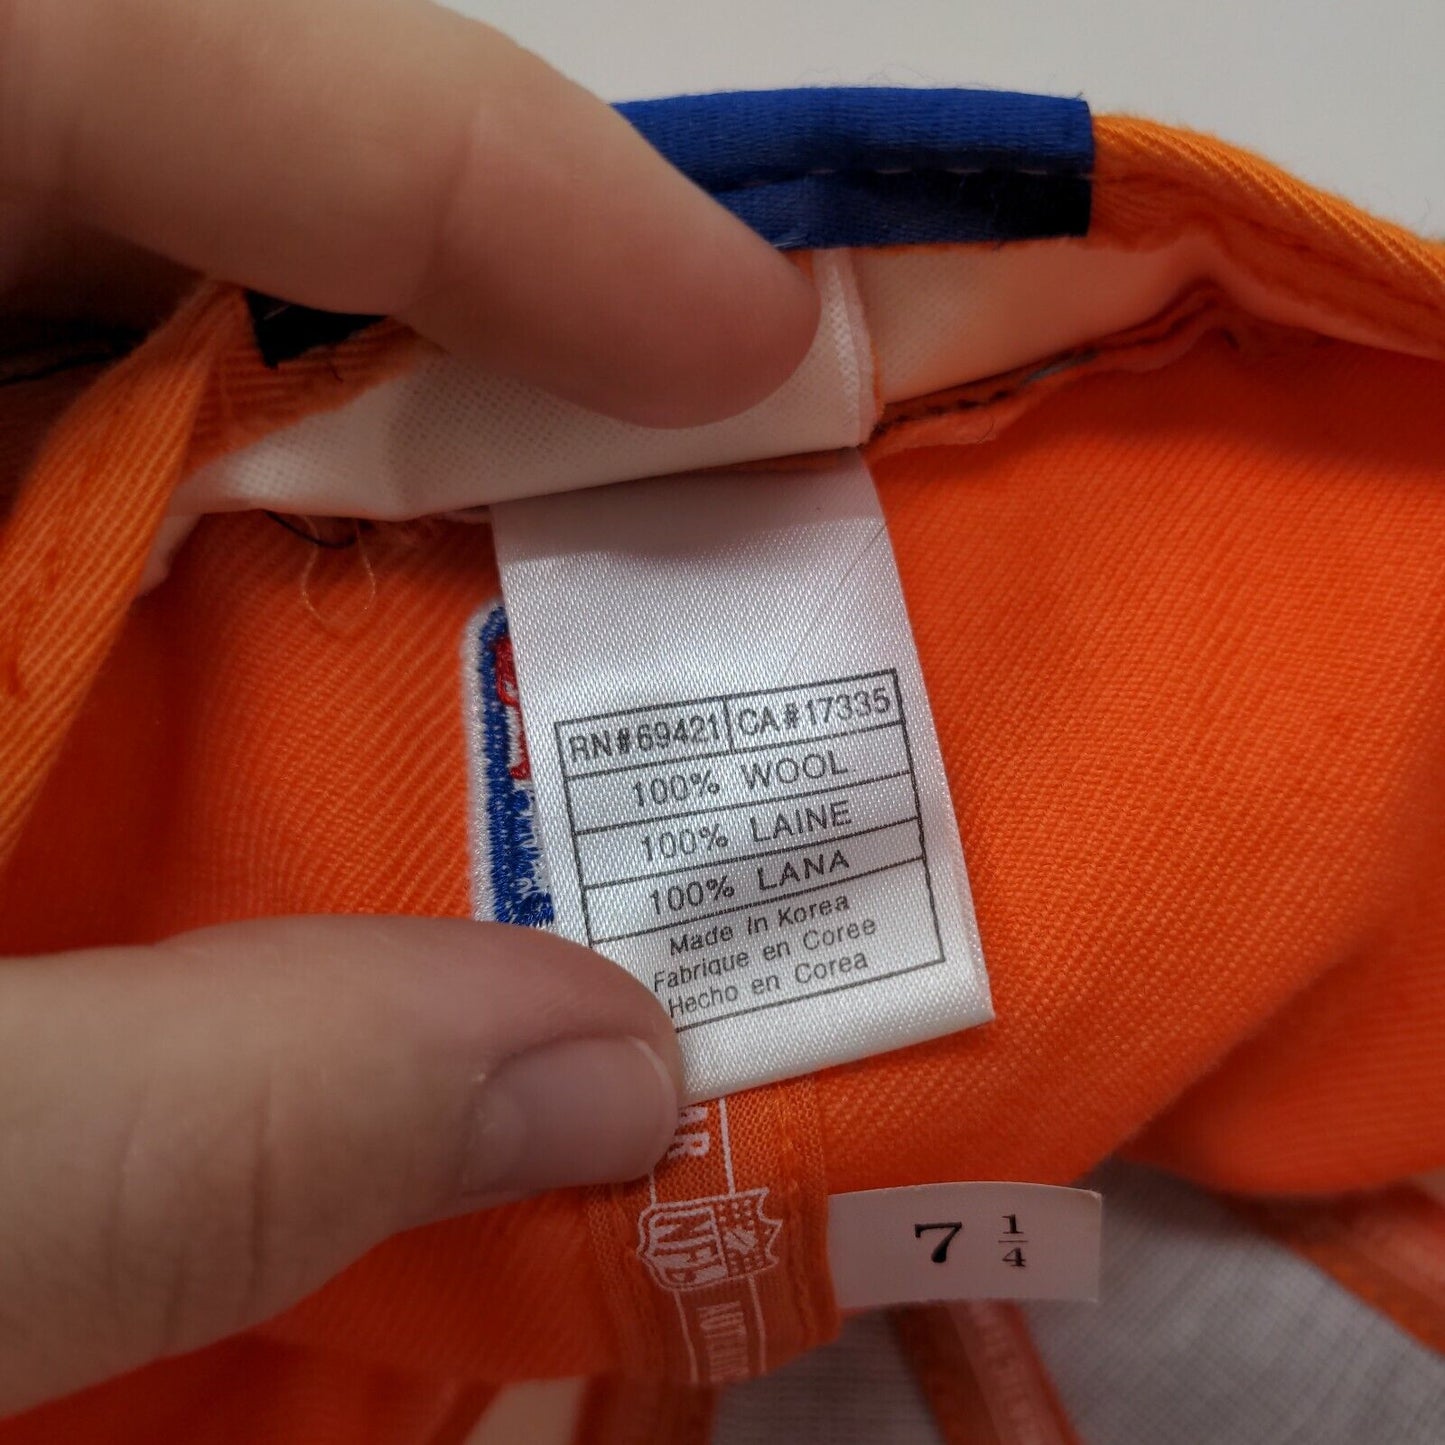 RN#69421 CA#17335
100% WOOL
100% LAINE
100% LANA
Made In Korea
Fabrique en Coree
Hecho en Corea
NFL
7 1/4